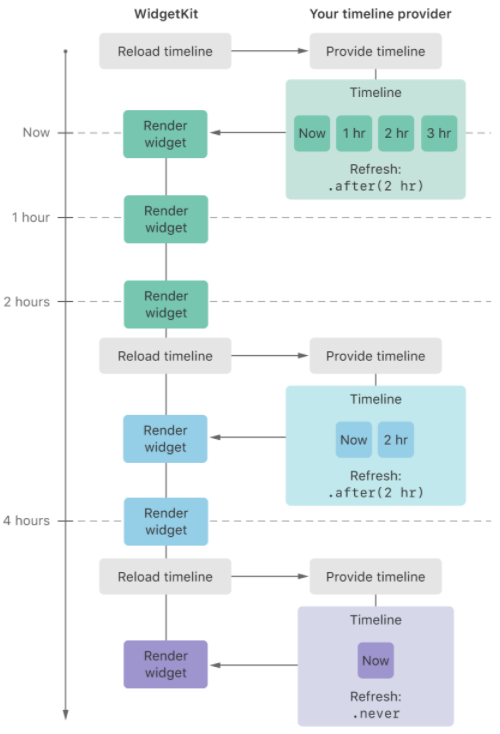 WidgetKit
Your timeline provider
Reload timeline
Provide timeline
Timeline
Now
Render
widget
Now
1 hr
2 hr
3 hr
Refresh:
.after(2 hr)
1 hour
Render
widget
2 hours
Render
widget
Reload timeline
Provide timeline
Timeline
Render
widget
Now
2 hr
Refresh:
.after(2 hr)
4 hours
Render
widget
Reload timeline
Provide timeline
Timeline
Render
widget
Now
Refresh:
.never